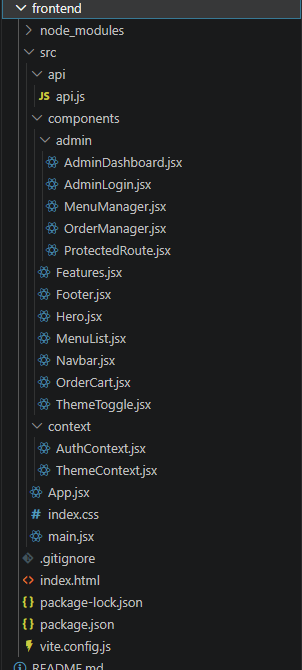 frontend
node_modules
src
api
JS api.js
components
admin
AdminDashboard.jsx
AdminLogin.jsx
MenuManager.jsx
OrderManager.jsx
ProtectedRoute.jsx
Features.jsx
Footer.jsx
Hero.jsx
MenuList.jsx
Navbar.jsx
OrderCart.jsx
ThemeToggle.jsx
context
AuthContext.jsx
ThemeContext.jsx
App.jsx
# index.css
main.jsx
.gitignore
<> index.html
{} package-lock.json
{} package.json
vite.config.js
README.md